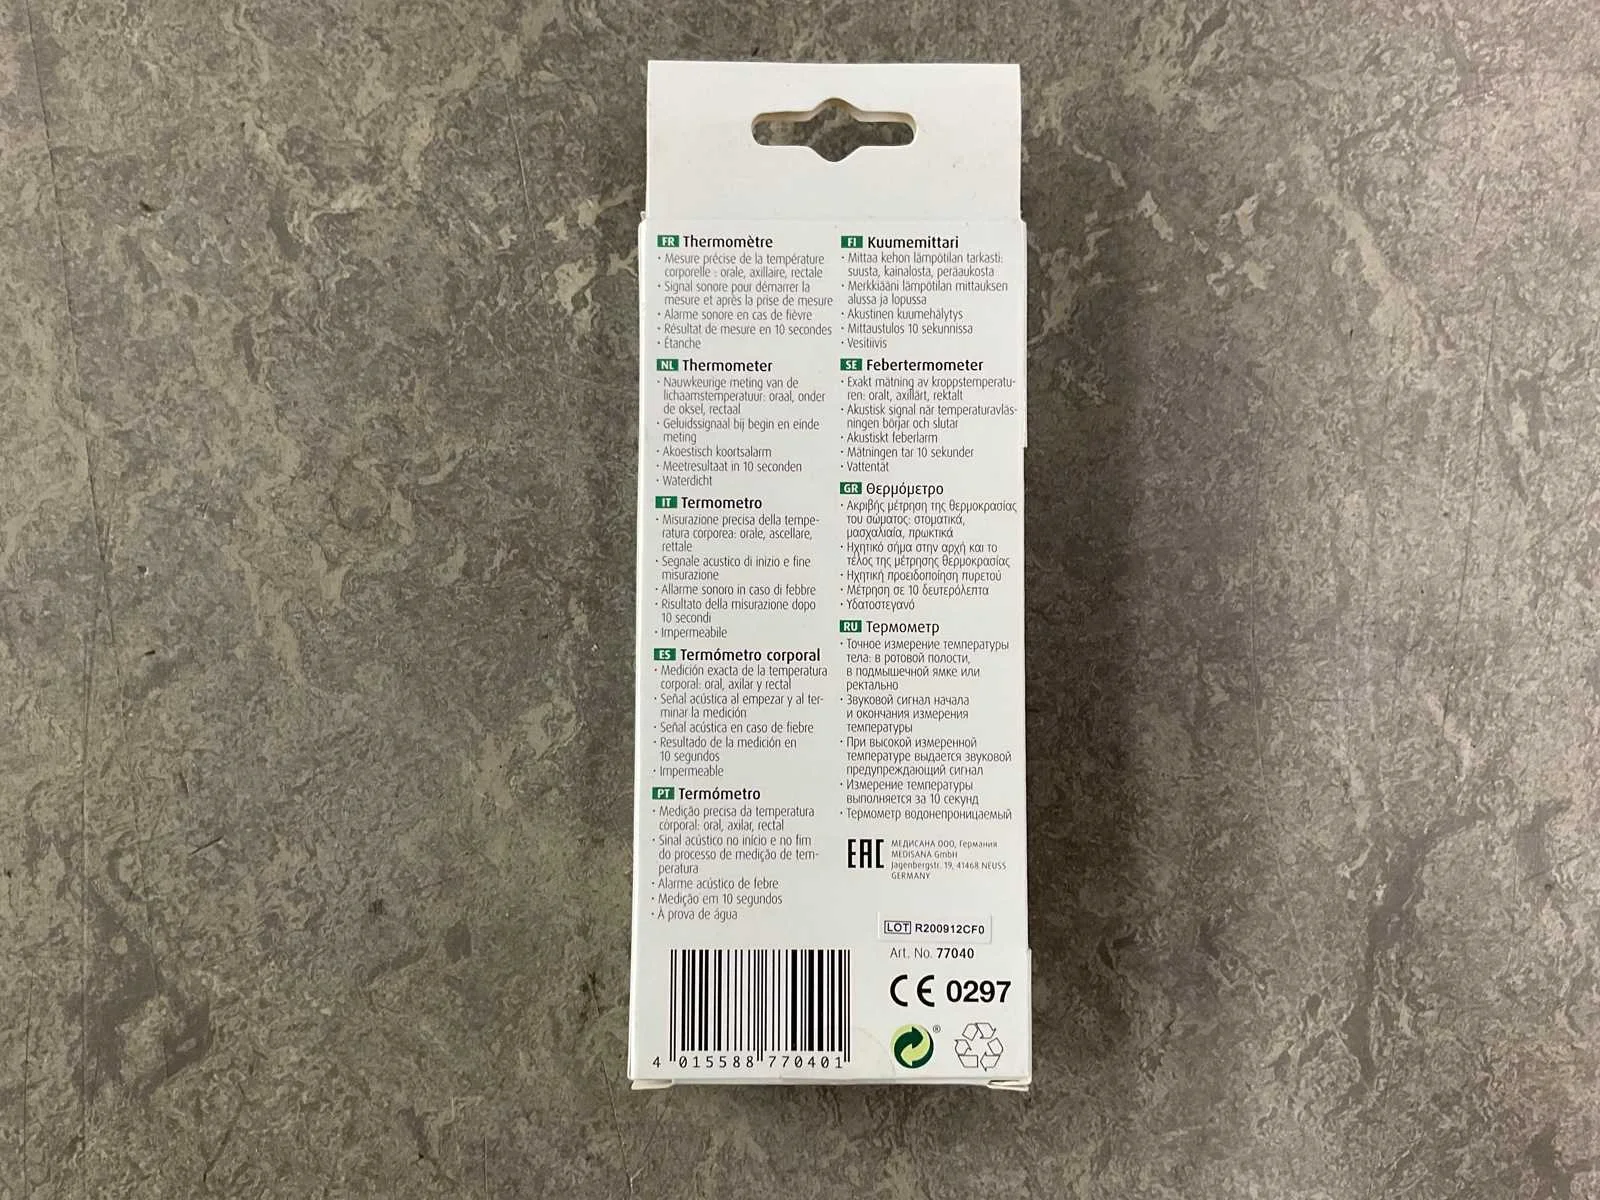 FR Thermomètre
• Mesure précise de la température
corporelle : orale, axillaire, rectale
• Signal sonore pour démarrer la
mesure et après la prise de mesure
• Alarme sonore en cas de fièvre
• Résultat de mesure en 10 secondes
• Étanche
NL Thermometer
• Nauwkeurige meting van de
lichaamstemperatuur: oraal, onder
de oksel, rectaal
• Geluidssignaal bij begin en einde
meting
• Akoestisch koortsalarm
• Meetresultaat in 10 seconden
• Waterdicht
IT Termometro
• Misurazione precisa della tempe-
ratura corporea: orale, ascellare,
rettale
• Segnale acustico di inizio e fine
misurazione
• Allarme sonoro in caso di febbre
• Risultato della misurazione dopo
10 secondi
• Impermeabile
ES Termómetro corporal
• Medición exacta de la temperatura
corporal: oral, axilar y rectal
• Señal acústica al empezar y al ter-
minar la medición
• Señal acústica en caso de fiebre
• Resultado de la medición en
10 segundos
• Impermeable
PT Termómetro
• Medição precisa da temperatura
corporal: oral, axilar, rectal
• Sinal acústico no início e no fim
do processo de medição de tem-
peratura
• Alarme acústico de febre
• Medição em 10 segundos
• À prova de água
FI Kuumemittari
• Mittaa kehon lämpötilan tarkasti:
suusta, kainalosta, peräaukosta
• Merkkiääni lämpötilan mittauksen
alussa ja lopussa
• Akustinen kuumehälytys
• Mittaustulos 10 sekunnissa
• Vesitiivis
SE Febertermometer
• Exakt mätning av kroppstemperatu-
ren: oralt, axillärt, rektalt
• Akustisk signal när temperaturavläs-
ningen börjar och slutar
• Akustiskt feberlarm
• Mätningen tar 10 sekunder
• Vattentät
GR Θερμόμετρο
• Ακριβής μέτρηση της θερμοκρασίας
του σώματος: στοματικά,
μασχαλιαία, πρωκτικά
• Ηχητικό σήμα στην αρχή και το
τέλος της μέτρησης θερμοκρασίας
• Ηχητική προειδοποίηση πυρετού
• Μέτρηση σε 10 δευτερόλεπτα
• Υδατοστεγανό
RU Термометр
• Точное измерение температуры
тела: в ротовой полости,
в подмышечной ямке или
ректально
• Звуковой сигнал начала
и окончания измерения
температуры
• При высокой измеренной
температуре выдается звуковой
предупреждающий сигнал
• Измерение температуры
выполняется за 10 секунд
• Термометр водонепроницаемый
EAC
МЕДИСАНА ООО, Германия
MEDISANA GmbH
Jagenbergstr. 19, 41468 NEUSS
GERMANY
LOT R200912CF0
Art. No. 77040
CE 0297
®
4 015588 770401